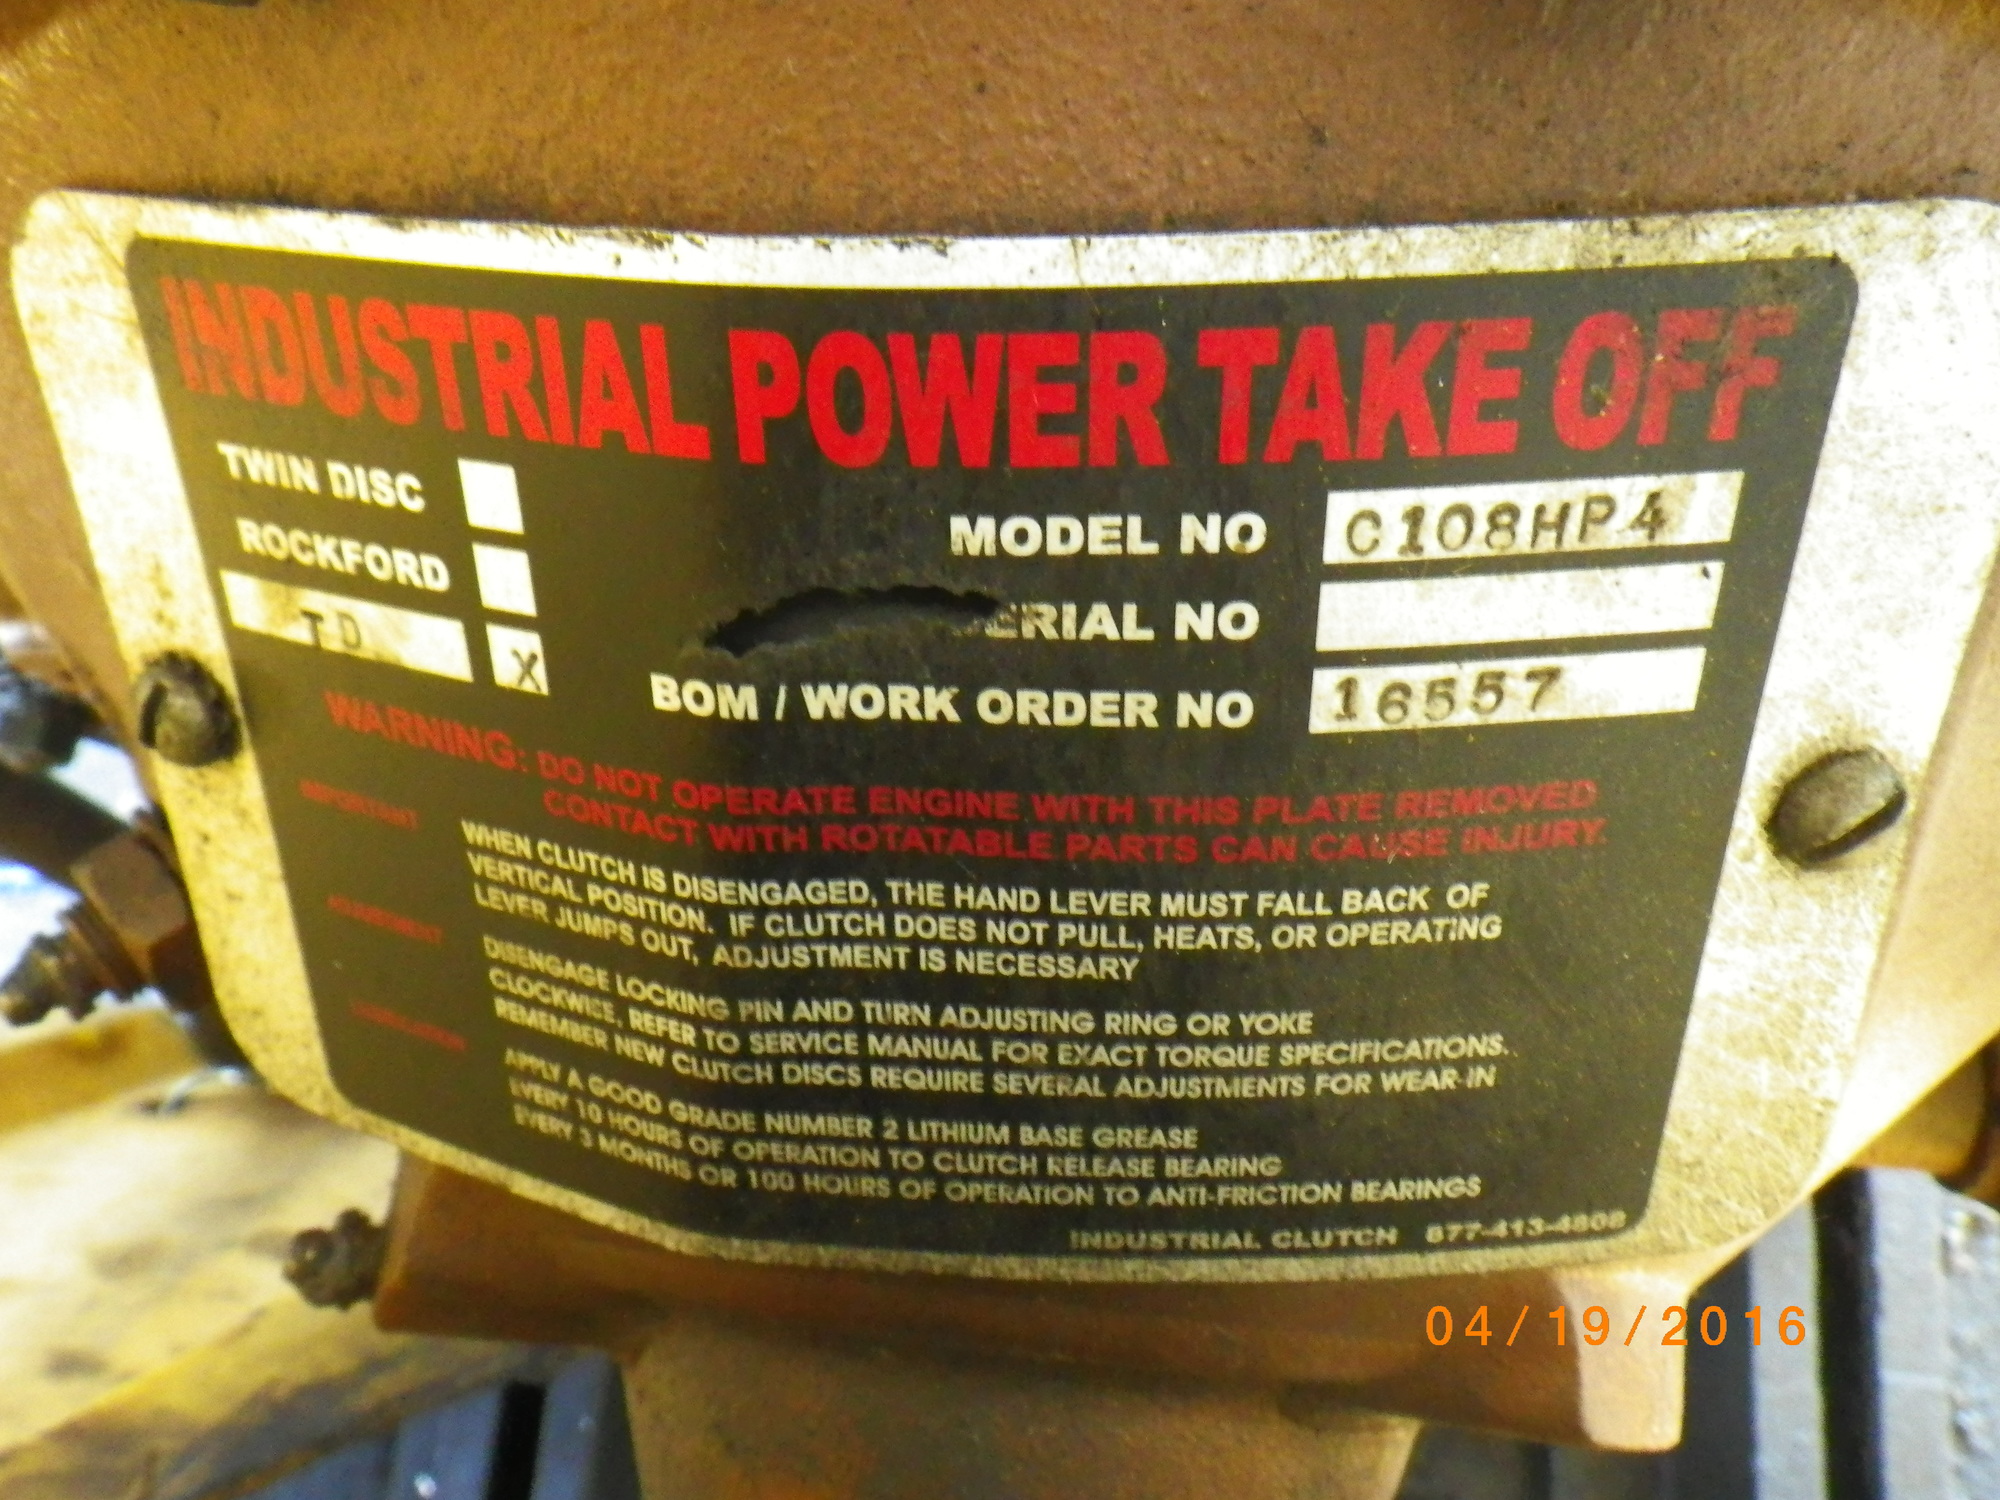 INDUSTRIAL POWER TAKE OFF
TWIN DISC
ROCKFORD
TD X
MODEL NO C108HP4
ERIAL NO
BOM / WORK ORDER NO 16557
WARNING: DO NOT OPERATE ENGINE WITH THIS PLATE REMOVED
CONTACT WITH ROTATABLE PARTS CAN CAUSE INJURY.
IMPORTANT
WHEN CLUTCH IS DISENGAGED, THE HAND LEVER MUST FALL BACK OF
VERTICAL POSITION. IF CLUTCH DOES NOT PULL, HEATS, OR OPERATING
LEVER JUMPS OUT, ADJUSTMENT IS NECESSARY
ADJUSTMENT
DISENGAGE LOCKING PIN AND TURN ADJUSTING RING OR YOKE
CLOCKWISE, REFER TO SERVICE MANUAL FOR EXACT TORQUE SPECIFICATIONS.
REMEMBER NEW CLUTCH DISCS REQUIRE SEVERAL ADJUSTMENTS FOR WEAR-IN
LUBRICATION
APPLY A GOOD GRADE NUMBER 2 LITHIUM BASE GREASE
EVERY 10 HOURS OF OPERATION TO CLUTCH RELEASE BEARING
EVERY 3 MONTHS OR 100 HOURS OF OPERATION TO ANTI-FRICTION BEARINGS
INDUSTRIAL CLUTCH 877-413-4808
04/19/2016